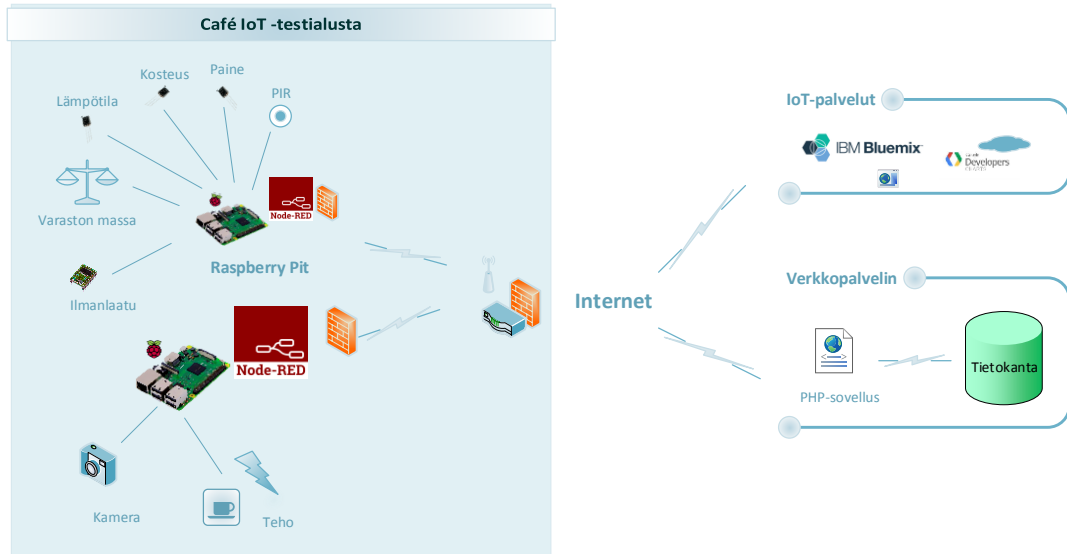 Café IoT -testialusta
Kosteus
Paine
PIR
Lämpötila
Varaston massa
Node-RED
Raspberry Pit
Ilmanlaatu
Node-RED
Kamera
Teho
Internet
IoT-palvelut
IBM Bluemix
Developers
Verkkopalvelin
PHP-sovellus
Tietokanta